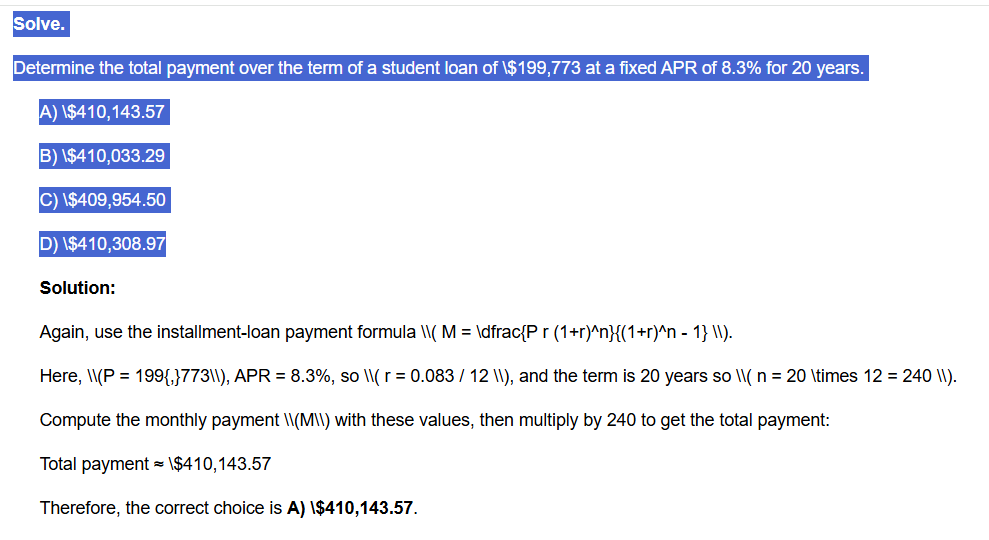 Solve.
Determine the total payment over the term of a student loan of \$199,773 at a fixed APR of 8.3% for 20 years.
A) \$410,143.57
B) \$410,033.29
C) \$409,954.50
D) \$410,308.97
Solution:
Again, use the installment-loan payment formula \\( M = \dfrac{P r (1+r)^n}{(1+r)^n - 1} \\).
Here, \\(P = 199{,}773\\), APR = 8.3%, so \\( r = 0.083 / 12 \\), and the term is 20 years so \\( n = 20 \times 12 = 240 \\).
Compute the monthly payment \\(M\\) with these values, then multiply by 240 to get the total payment:
Total payment ≈ \$410,143.57
Therefore, the correct choice is A) \$410,143.57.